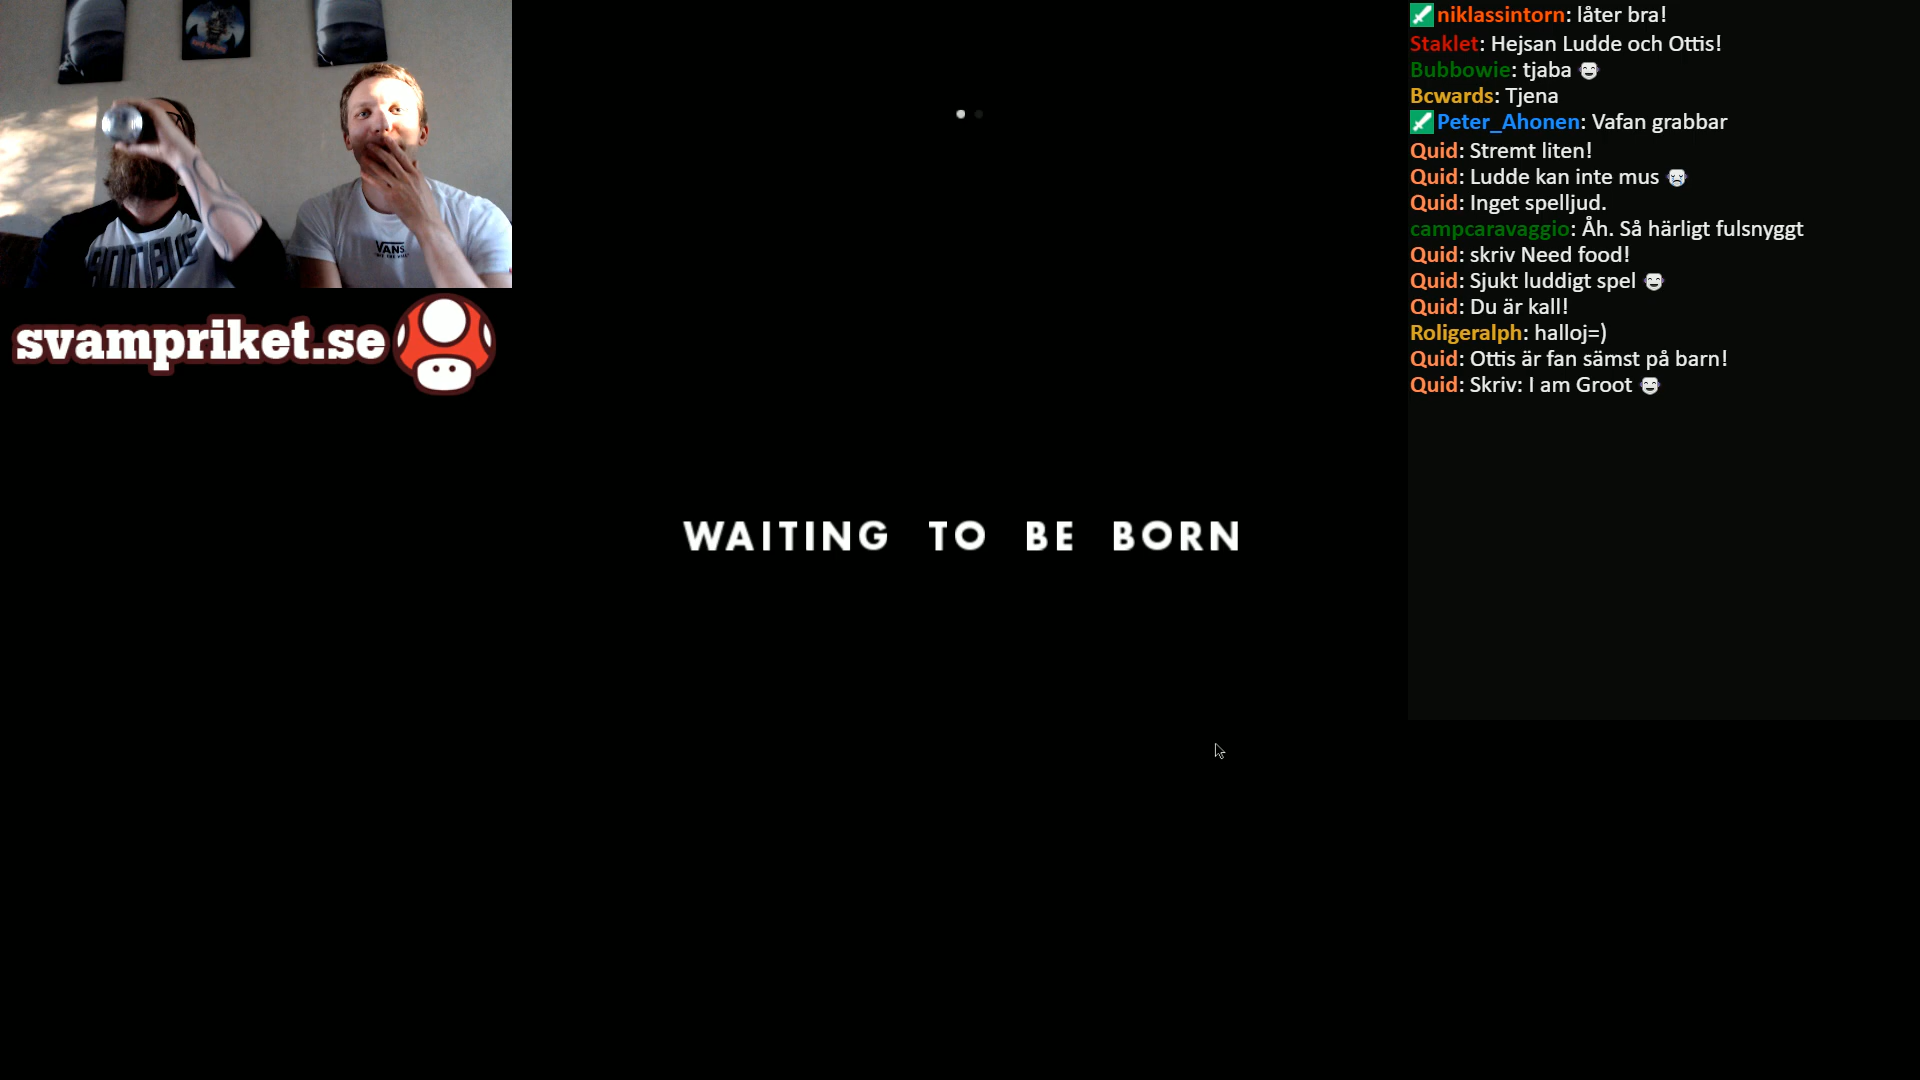 svampriket.se
VANS
WAITING TO BE BORN
niklassintorn: låter bra!
Staklet: Hejsan Ludde och Ottis!
Bubbowie: tjaba
Bcwards: Tjena
Peter_Ahonen: Vafan grabbar
Quid: Stremt liten!
Quid: Ludde kan inte mus
Quid: Inget spelljud.
campcaravaggio: Åh. Så härligt fulsnyggt
Quid: skriv Need food!
Quid: Sjukt luddigt spel
Quid: Du är kall!
Roligeralph: halloj=)
Quid: Ottis är fan sämst på barn!
Quid: Skriv: I am Groot